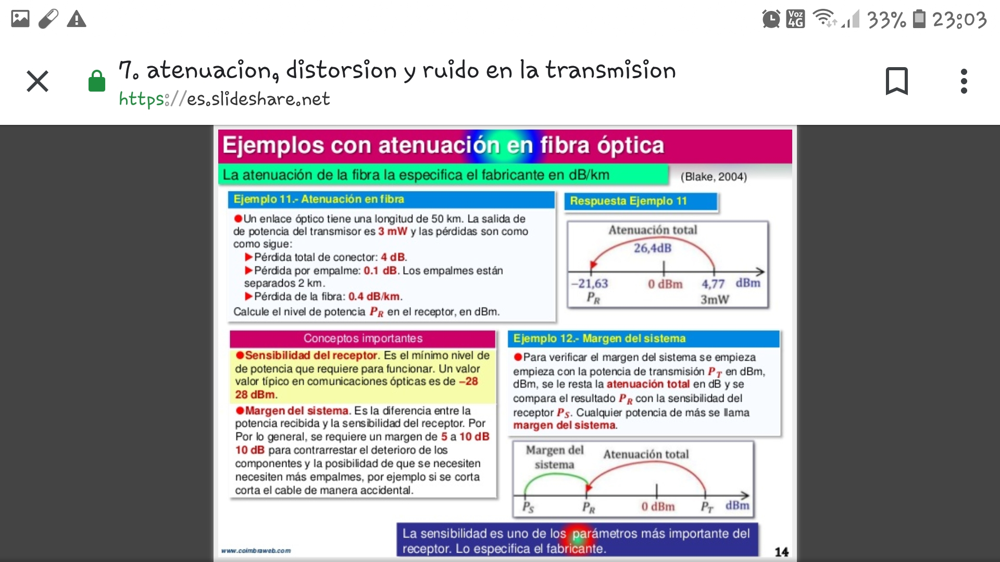 Voz 4G 33% 23:03
7. atenuacion, distorsion y ruido en la transmision
https://es.slideshare.net
Ejemplos con atenuación en fibra óptica
La atenuación de la fibra la especifica el fabricante en dB/km
(Blake, 2004)
Ejemplo 11.- Atenuación en fibra
●Un enlace óptico tiene una longitud de 50 km. La salida de
de potencia del transmisor es 3 mW y las pérdidas son como
como sigue:
►Pérdida total de conector: 4 dB.
►Pérdida por empalme: 0.1 dB. Los empalmes están
separados 2 km.
►Pérdida de la fibra: 0.4 dB/km.
Calcule el nivel de potencia PR en el receptor, en dBm.
Respuesta Ejemplo 11
Atenuación total
26,4dB
−21,63 0 dBm 4,77 dBm
PR 3mW
Conceptos importantes
●Sensibilidad del receptor. Es el mínimo nivel de
de potencia que requiere para funcionar. Un valor
valor típico en comunicaciones ópticas es de −28
28 dBm.
●Margen del sistema. Es la diferencia entre la
potencia recibida y la sensibilidad del receptor. Por
Por lo general, se requiere un margen de 5 a 10 dB
10 dB para contrarrestar el deterioro de los
componentes y la posibilidad de que se necesiten
necesiten más empalmes, por ejemplo si se corta
corta el cable de manera accidental.
Ejemplo 12.- Margen del sistema
●Para verificar el margen del sistema se empieza
empieza con la potencia de transmisión PT en dBm,
dBm, se le resta la atenuación total en dB y se
compara el resultado PR con la sensibilidad del
receptor PS. Cualquier potencia de más se llama
margen del sistema.
Margen del
sistema
Atenuación total
PS PR 0 dBm PT dBm
La sensibilidad es uno de los parámetros más importante del
receptor. Lo especifica el fabricante.
www.coimbraweb.com
14